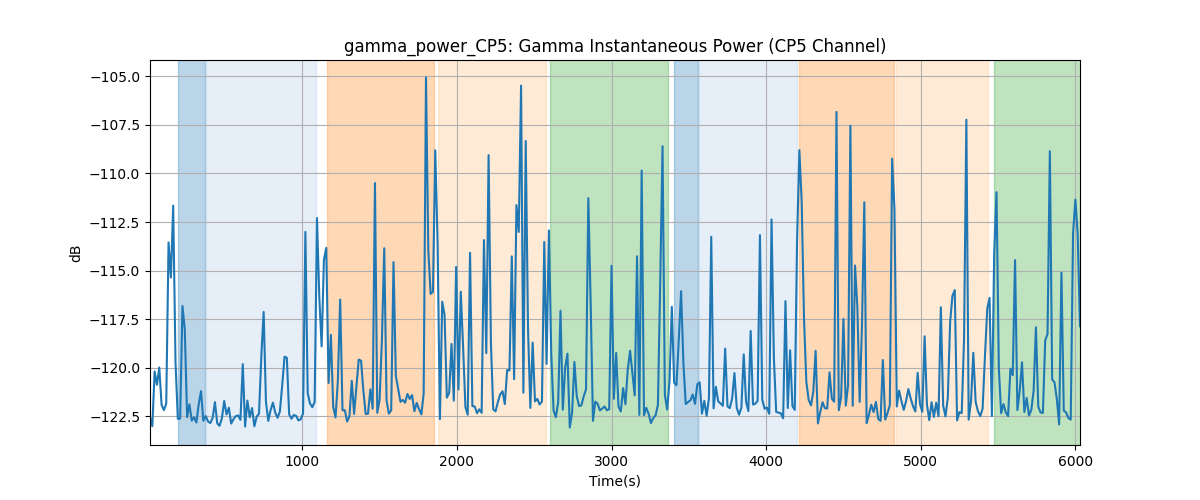 gamma_power_CP5: Gamma Instantaneous Power (CP5 Channel)
−105.0
−107.5
−110.0
−112.5
−115.0
−117.5
−120.0
−122.5
dB
1000 2000 3000 4000 5000 6000
Time(s)